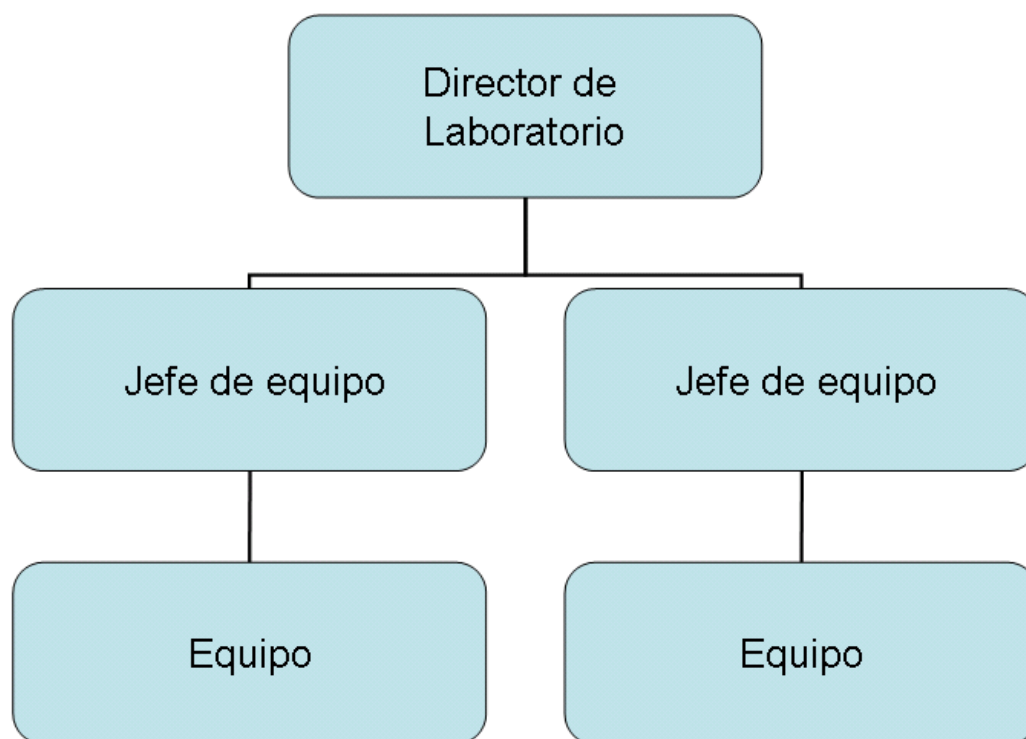 Director de
Laboratorio
Jefe de equipo
Jefe de equipo
Equipo
Equipo